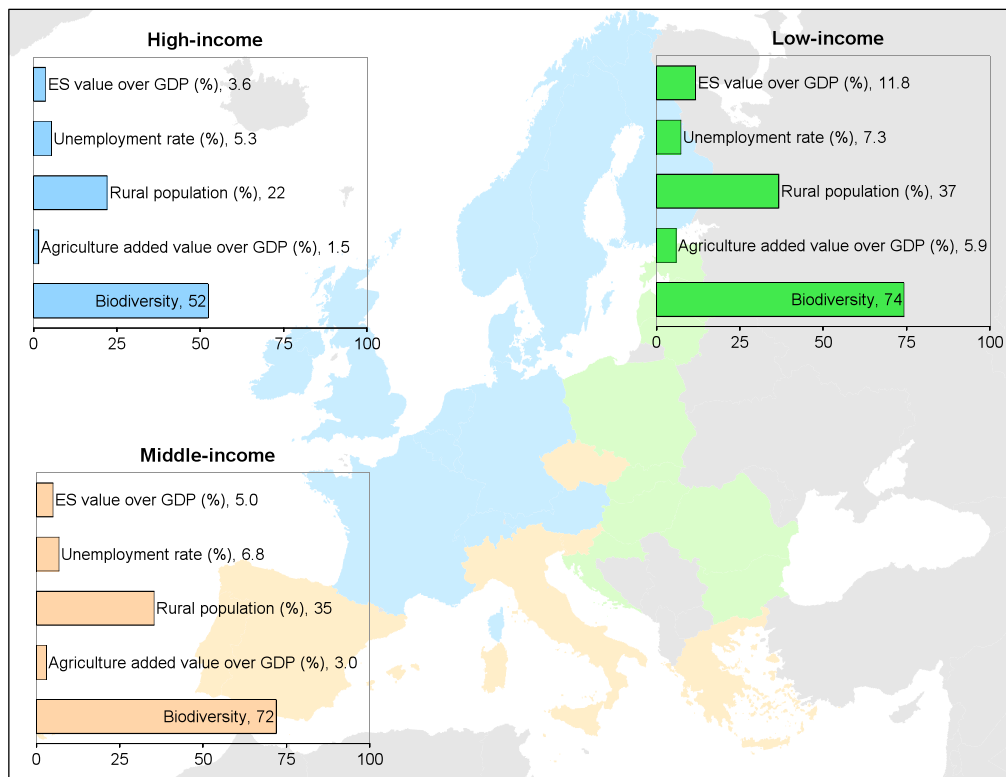 High-income
ES value over GDP (%), 3.6
Unemployment rate (%), 5.3
Rural population (%), 22
Agriculture added value over GDP (%), 1.5
Biodiversity, 52
0 25 50 75 100
Low-income
ES value over GDP (%), 11.8
Unemployment rate (%), 7.3
Rural population (%), 37
Agriculture added value over GDP (%), 5.9
Biodiversity, 74
0 25 50 75 100
Middle-income
ES value over GDP (%), 5.0
Unemployment rate (%), 6.8
Rural population (%), 35
Agriculture added value over GDP (%), 3.0
Biodiversity, 72
0 25 50 75 100